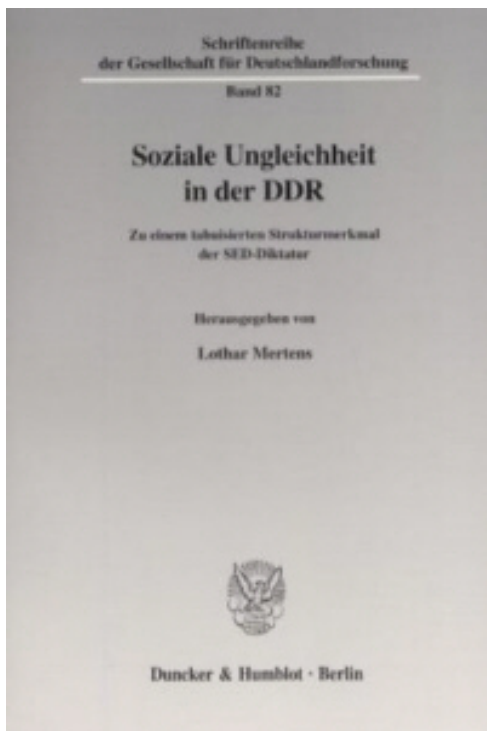 Schriftenreihe
der Gesellschaft für Deutschlandforschung
Band 82
Soziale Ungleichheit
in der DDR
Zu einem tabuisierten Strukturmerkmal
der SED-Diktatur
Herausgegeben von
Lothar Mertens
Duncker & Humblot · Berlin